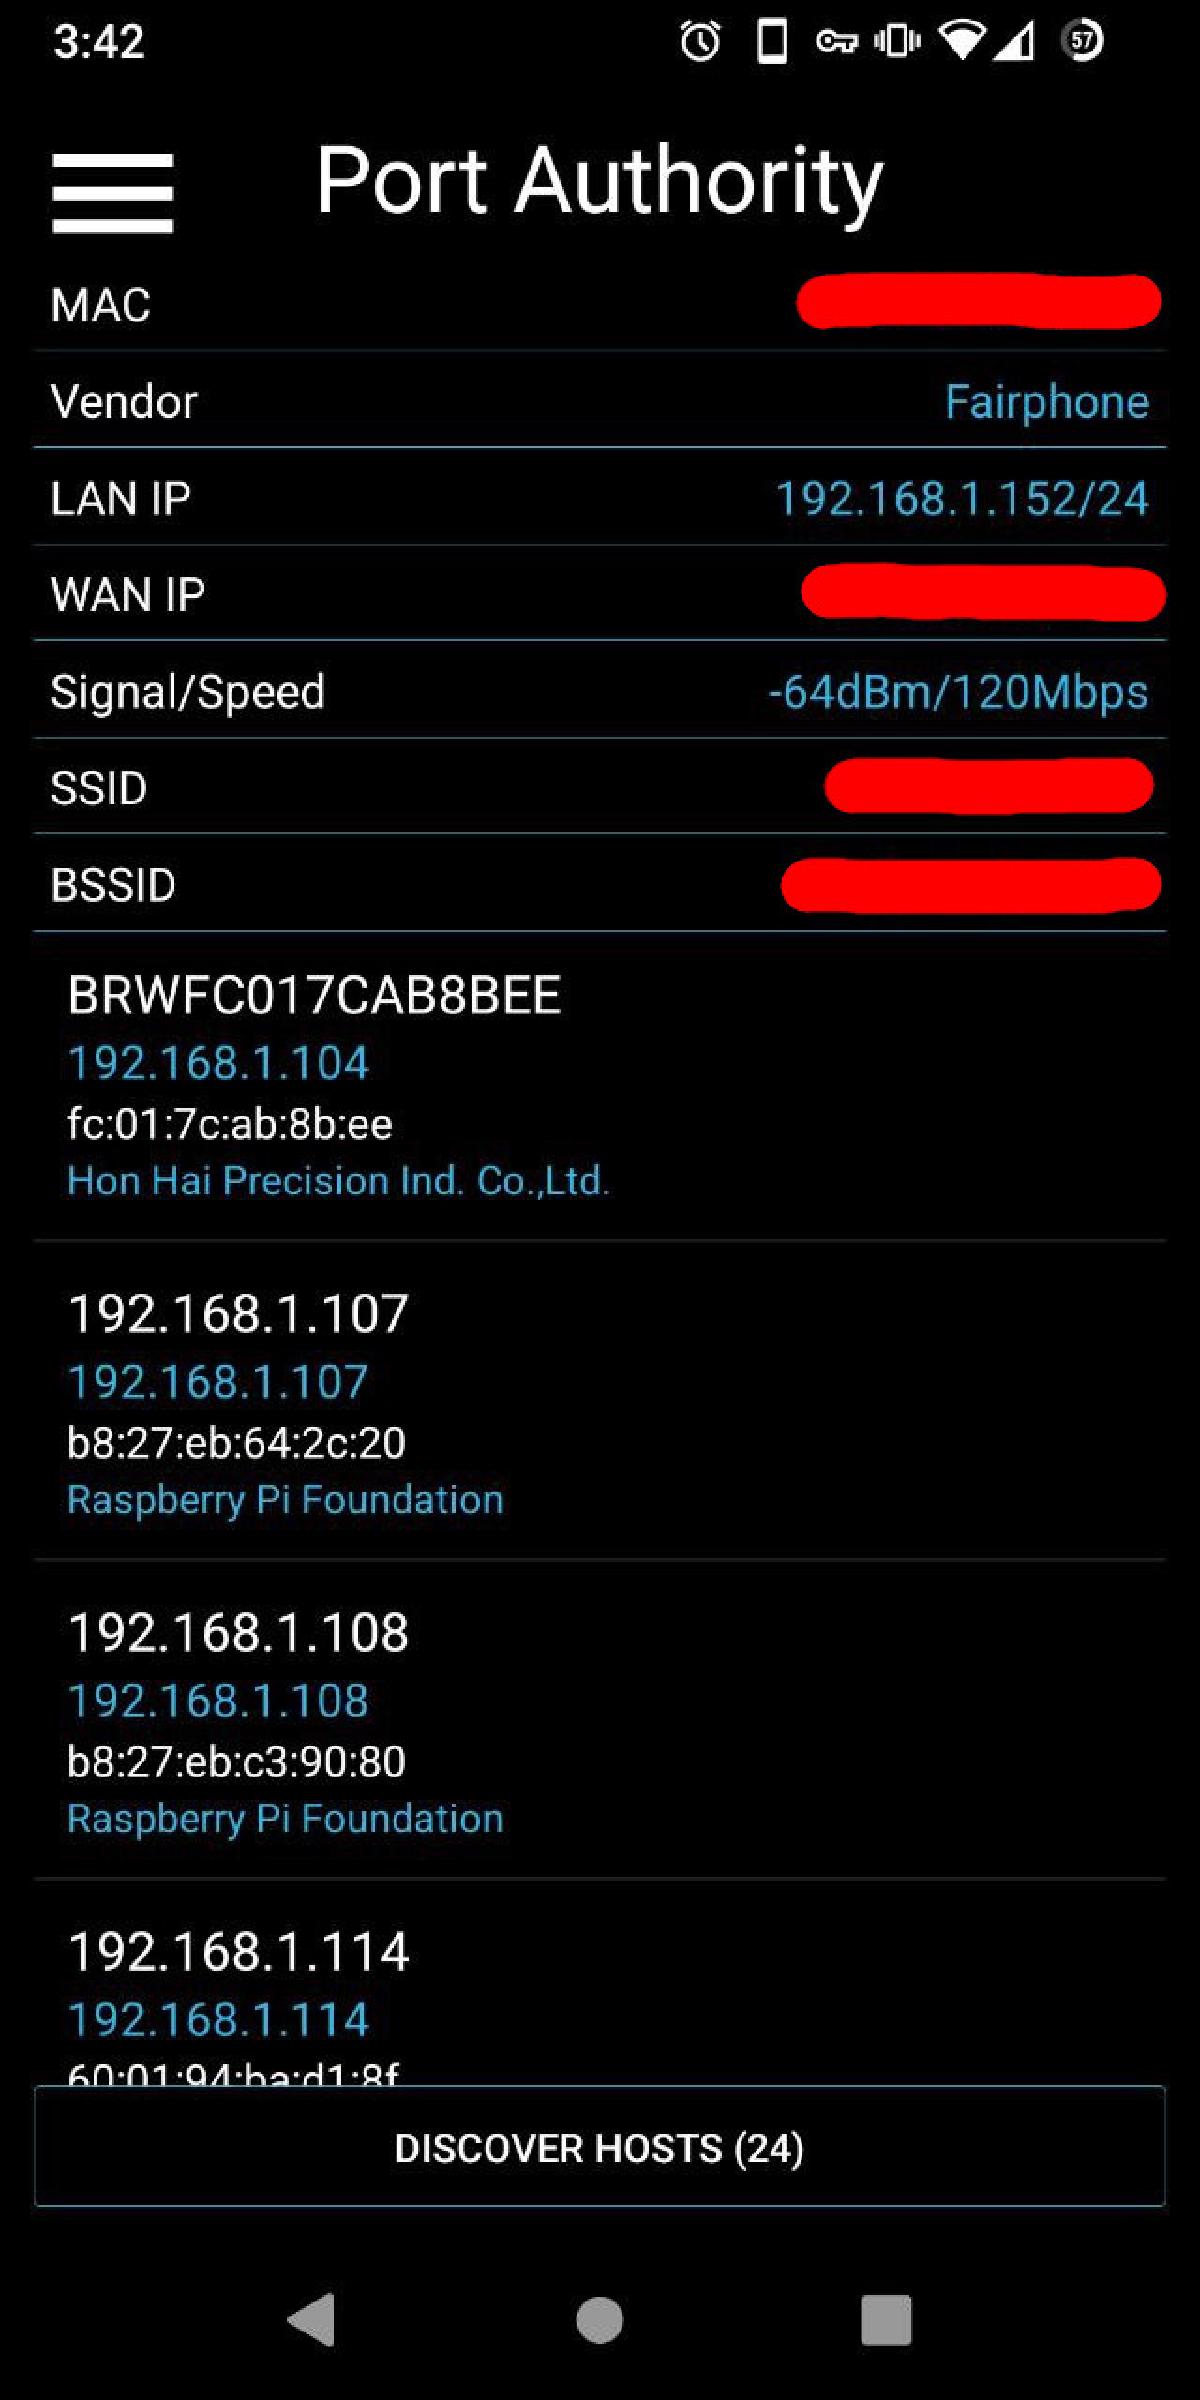 3:42
57
Port Authority
MAC
Vendor Fairphone
LAN IP 192.168.1.152/24
WAN IP
Signal/Speed -64dBm/120Mbps
SSID
BSSID
BRWFC017CAB8BEE
192.168.1.104
fc:01:7c:ab:8b:ee
Hon Hai Precision Ind. Co.,Ltd.
192.168.1.107
192.168.1.107
b8:27:eb:64:2c:20
Raspberry Pi Foundation
192.168.1.108
192.168.1.108
b8:27:eb:c3:90:80
Raspberry Pi Foundation
192.168.1.114
192.168.1.114
60:01:94:ba:d1:8f
DISCOVER HOSTS (24)